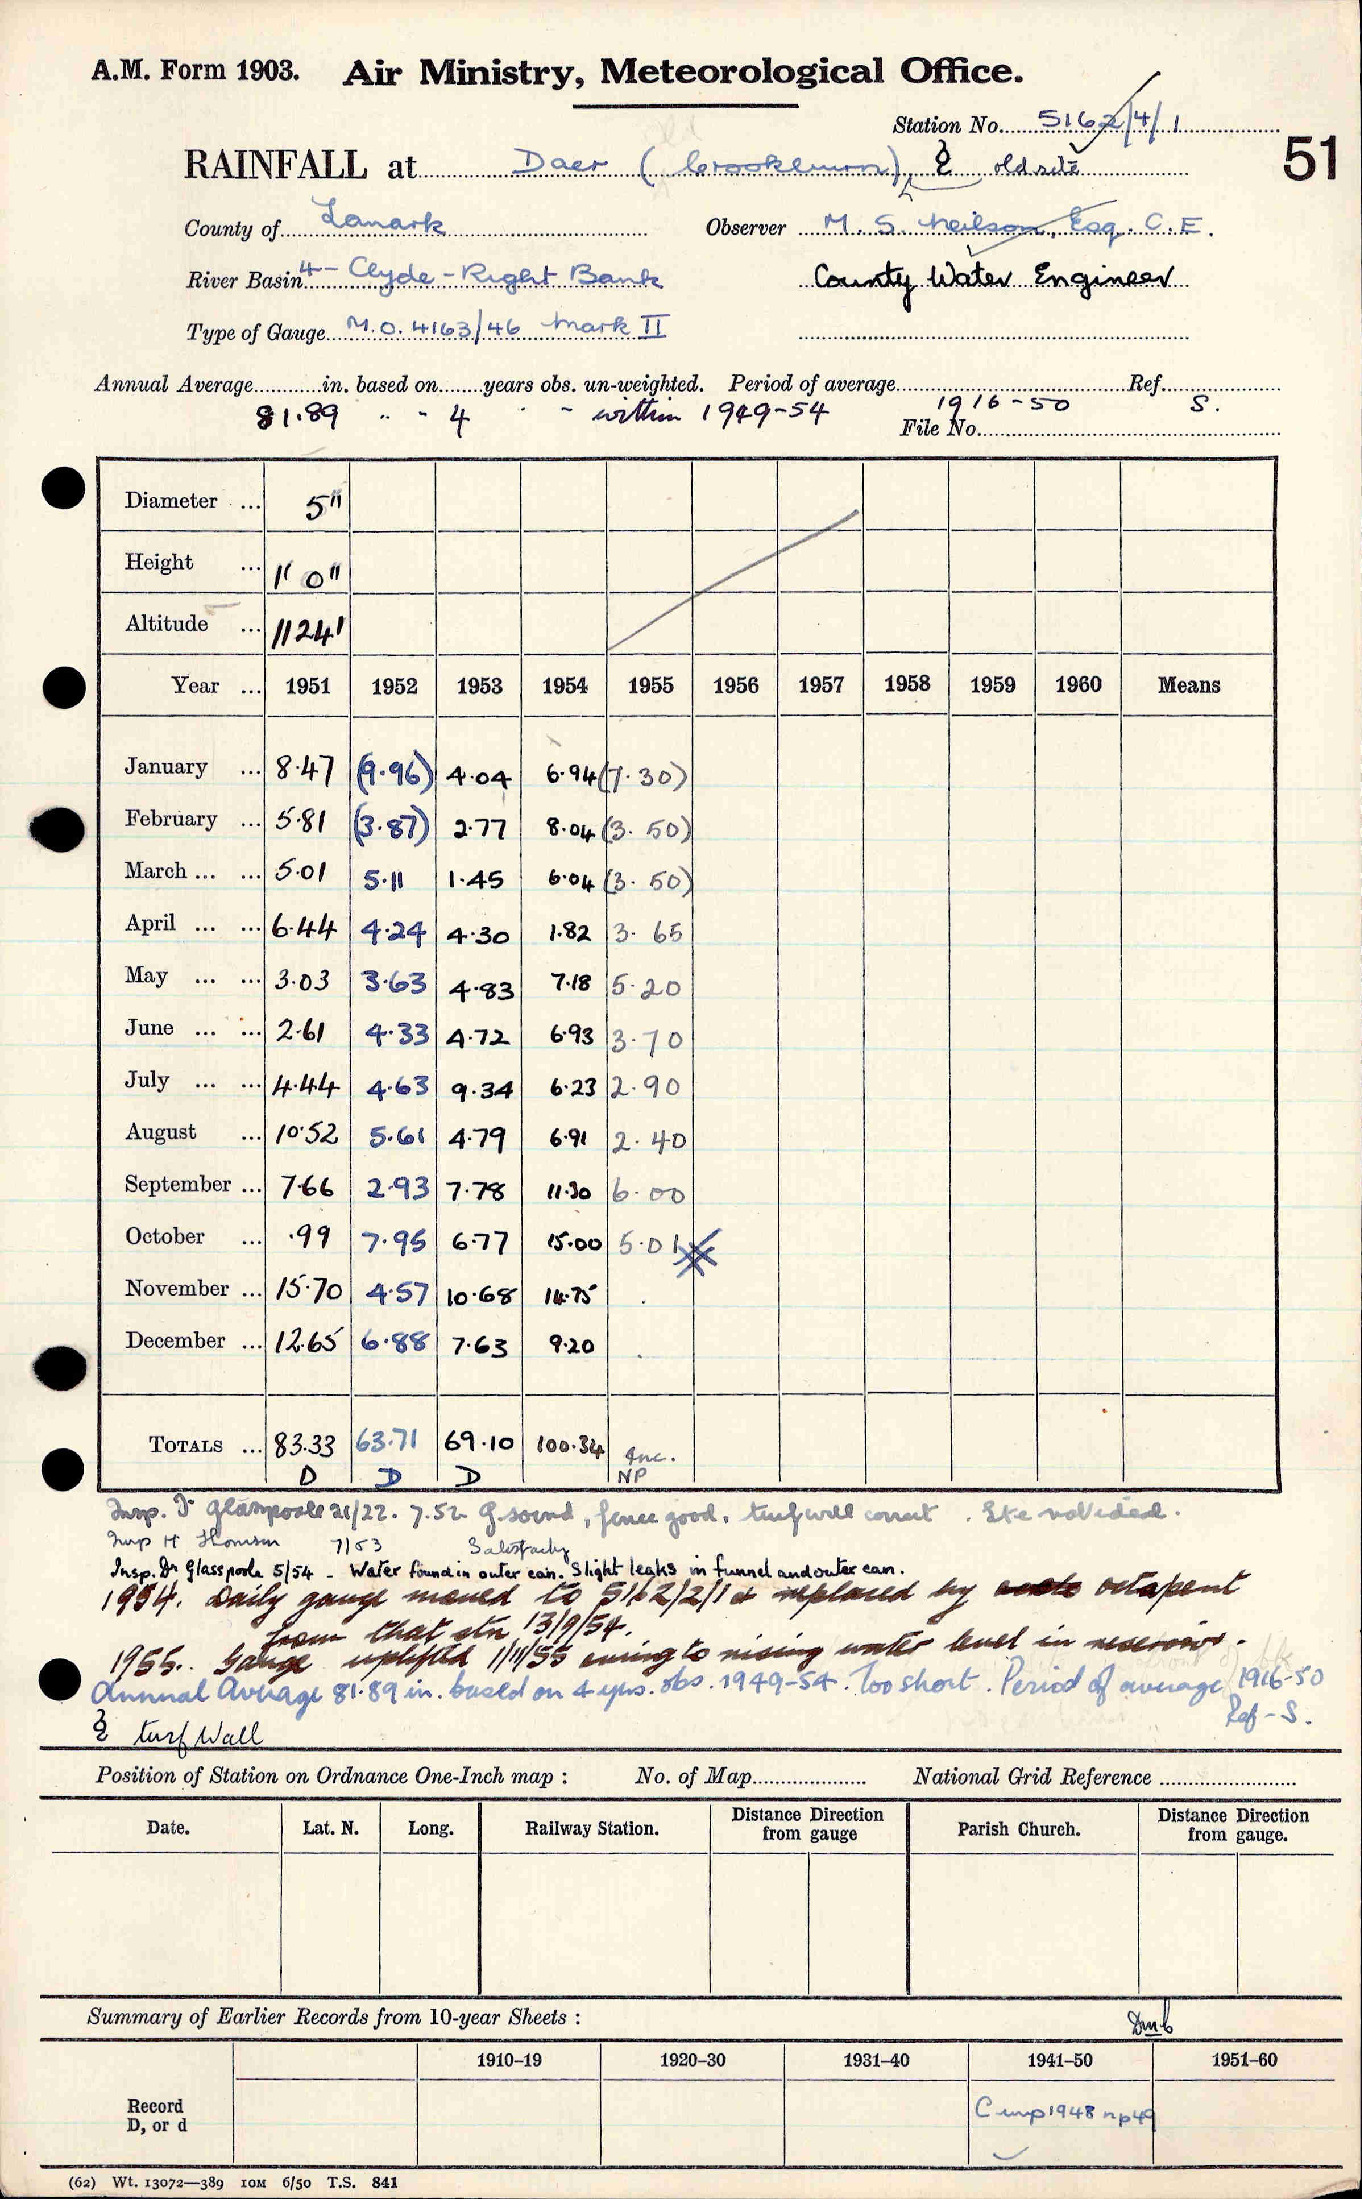 A.M. Form 1903. Air Ministry, Meteorological Office.
Station No. 5162/4/1
51
RAINFALL at Daer (Crookburn), & old site
County of Lanark Observer M. S. Neilson, Esq. C.E.
River Basin 4 - Clyde - Right Bank County Water Engineer
Type of Gauge M.O. 4163/46 Mark II
Annual Average in. based on years obs. un-weighted. Period of average Ref.
81.89 " " 4 " " within 1949-54 1916-50 S.
File No.
Diameter ... 5"
Height ... 1' 0"
Altitude ... 1124'
Year ... 1951 1952 1953 1954 1955 1956 1957 1958 1959 1960 Means
January ... 8.47 (9.96) 4.04 6.94 (7.30)
February ... 5.81 (3.87) 2.77 8.04 (3.50)
March ... ... 5.01 5.11 1.45 6.04 (3.50)
April ... ... 6.44 4.24 4.30 1.82 3.65
May ... ... 3.03 3.63 4.83 7.18 5.20
June ... ... 2.61 4.33 4.72 6.93 3.70
July ... ... 4.44 4.63 9.34 6.23 2.90
August ... 10.52 5.61 4.79 6.91 2.40
September ... 7.66 2.93 7.78 11.30 6.00
October ... .99 7.95 6.77 15.00 5.01
November ... 15.70 4.57 10.68 14.75 .
December ... 12.65 6.88 7.63 9.20 .
TOTALS ... 83.33 63.71 69.10 100.34 Inc.
D D D NP
Insp. Dr Glasspoole 21/22. 7.52 G. sound, fence good, turf wall correct. Site
Insp H Thomson 7/53 Satisfactory
Insp. Dr Glasspoole 5/54 - Water found in outer can. Slight leaks in funnel and outer can.
1954. Daily gauge moved to 5162/2/1 & replaced by octapent
from that stn 13/9/54.
1955. Gauge uplifted 1/11/55 owing to rising water level in reservoir.
Annual Average 81.89 in. based on 4 yrs. obs. 1949-54. Too short. Period of average 1916-50
Ref - S.
& turf Wall
Position of Station on Ordnance One-Inch map : No. of Map National Grid Reference
Date. Lat. N. Long. Railway Station. Distance Direction from gauge Parish Church. Distance Direction from gauge.
Summary of Earlier Records from 10-year Sheets :
1910-19 1920-30 1931-40 1941-50 1951-60
Record
D, or d
1948 np 49
(62) Wt. 13072—389 10M 6/50 T.S. 841